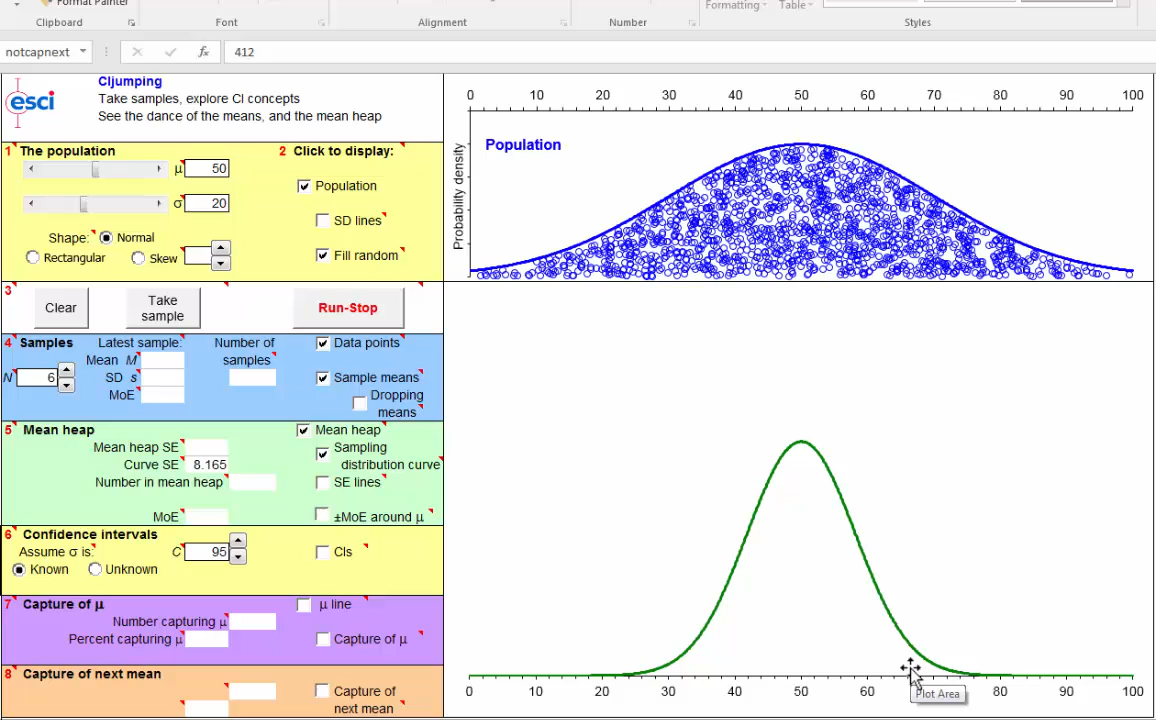 Format Painter
Formatting Table
Clipboard Font Alignment Number Styles
notcapnext fx 412
esci
CIjumping
Take samples, explore CI concepts
See the dance of the means, and the mean heap
1 The population
μ 50
σ 20
Shape: Normal
Rectangular Skew
2 Click to display:
Population
SD lines
Fill random
3
Clear
Take
sample
Run-Stop
4 Samples Latest sample: Number of
samples
Mean M
N 6 SD s
MoE
Data points
Sample means
Dropping
means
5 Mean heap
Mean heap SE
Curve SE 8.165
Number in mean heap
MoE
Mean heap
Sampling
distribution curve
SE lines
±MoE around μ
6 Confidence intervals
Assume σ is: C 95
Known Unknown
CIs
7 Capture of μ
Number capturing μ
Percent capturing μ
μ line
Capture of μ
8 Capture of next mean
Capture of
next mean
0 10 20 30 40 50 60 70 80 90 100
Population
Probability density
0 10 20 30 40 50 60 70 80 90 100
Plot Area